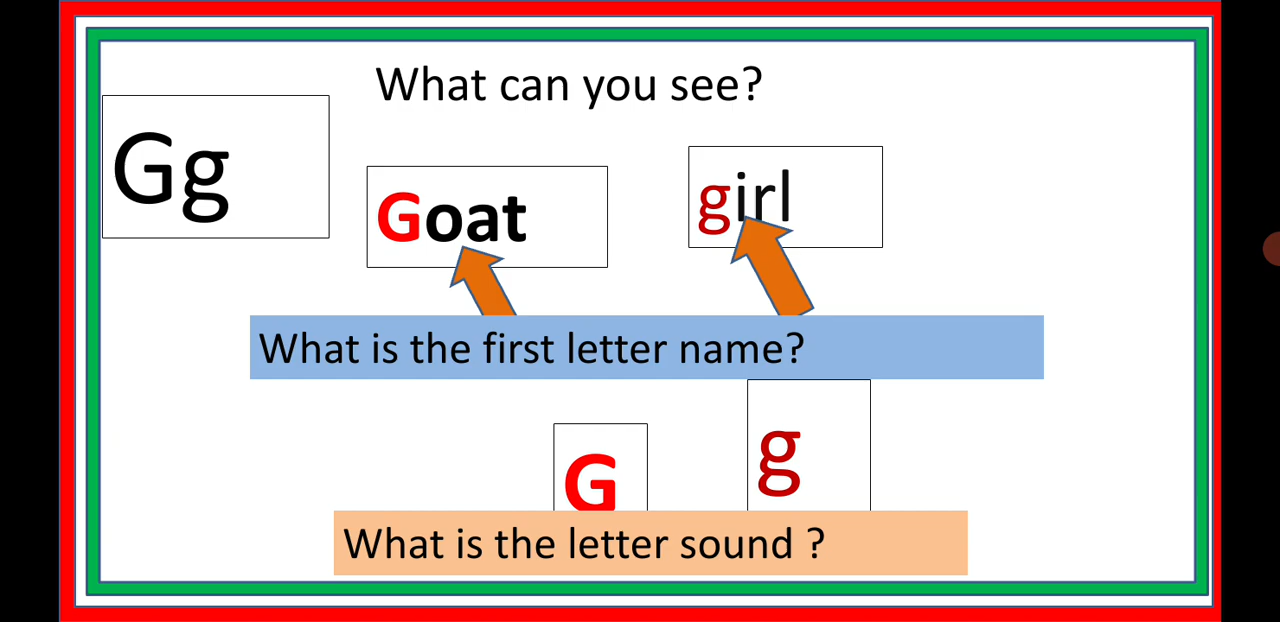 What can you see?
Gg
Goat
girl
What is the first letter name?
G
g
What is the letter sound ?